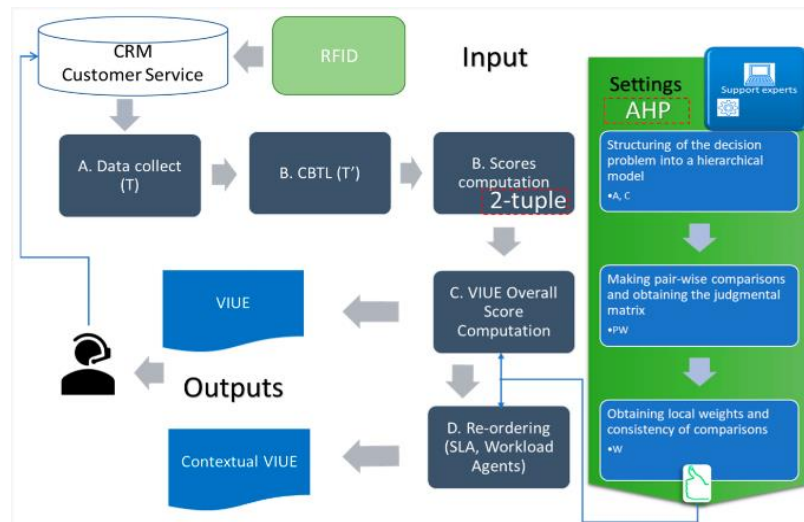 CRM
Customer Service
RFID
Input
A. Data collect
(T)
B. CBTL (T′)
B. Scores
computation
2-tuple
C. VIUE Overall
Score
Computation
VIUE
Outputs
D. Re-ordering
(SLA, Workload
Agents)
Contextual VIUE
Settings
AHP
Support experts
Structuring of the decision
problem into a hierarchical
model
•A, C
Making pair-wise comparisons
and obtaining the judgmental
matrix
•PW
Obtaining local weights and
consistency of comparisons
•W